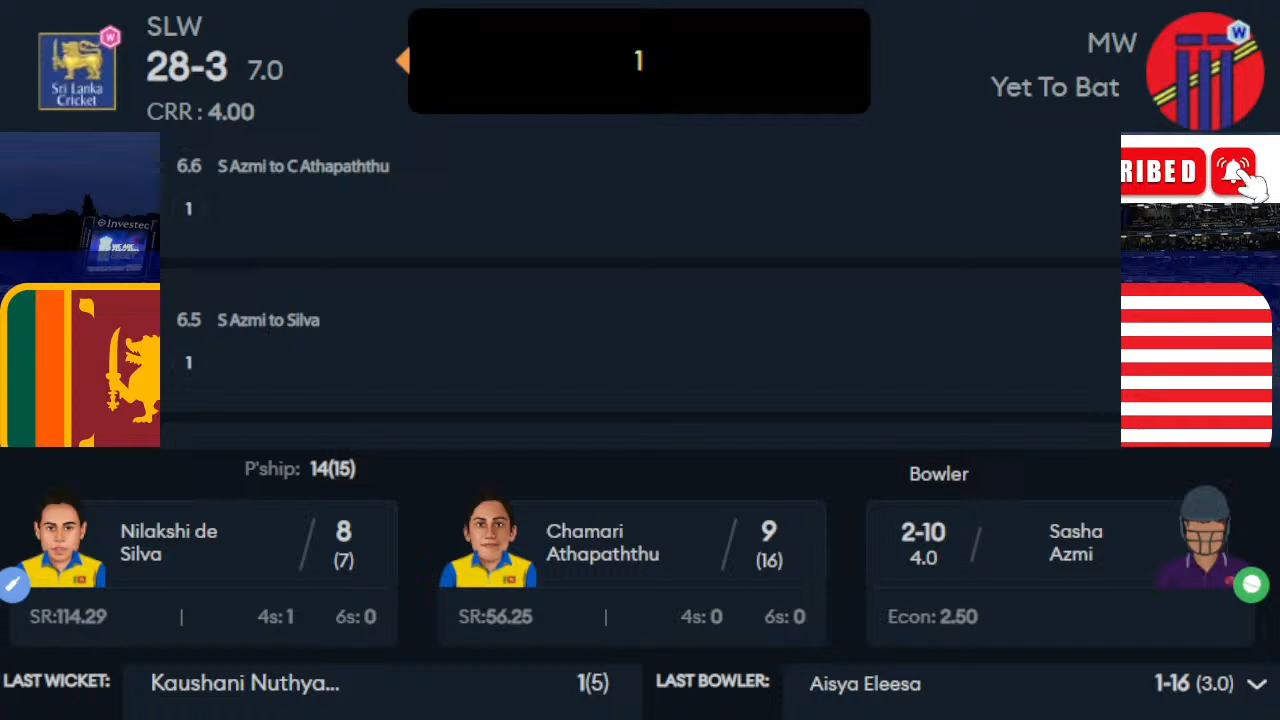 SLW
28-3 7.0
CRR : 4.00
Sri Lanka
Cricket
W
1
MW
Yet To Bat
W
6.6 S Azmi to C Athapaththu
1
Investec
RIBED
6.5 S Azmi to Silva
1
P'ship: 14(15)
Bowler
Nilakshi de
Silva
8
(7)
SR:114.29 | 4s: 1 6s: 0
Chamari
Athapaththu
9
(16)
SR:56.25 | 4s: 0 6s: 0
2-10
4.0
Sasha
Azmi
Econ: 2.50
LAST WICKET: Kaushani Nuthya... 1(5)
LAST BOWLER: Aisya Eleesa 1-16 (3.0)